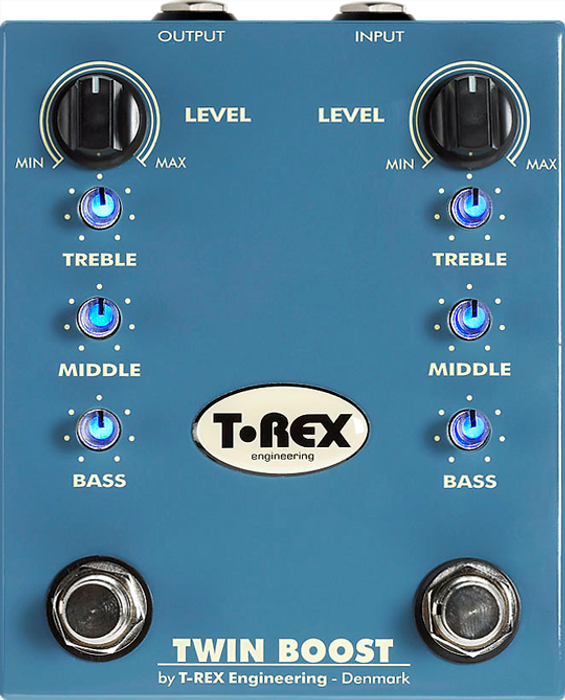 OUTPUT INPUT
LEVEL LEVEL
MIN MAX MIN MAX
TREBLE TREBLE
MIDDLE MIDDLE
T•REX
engineering
BASS BASS
TWIN BOOST
by T-REX Engineering - Denmark